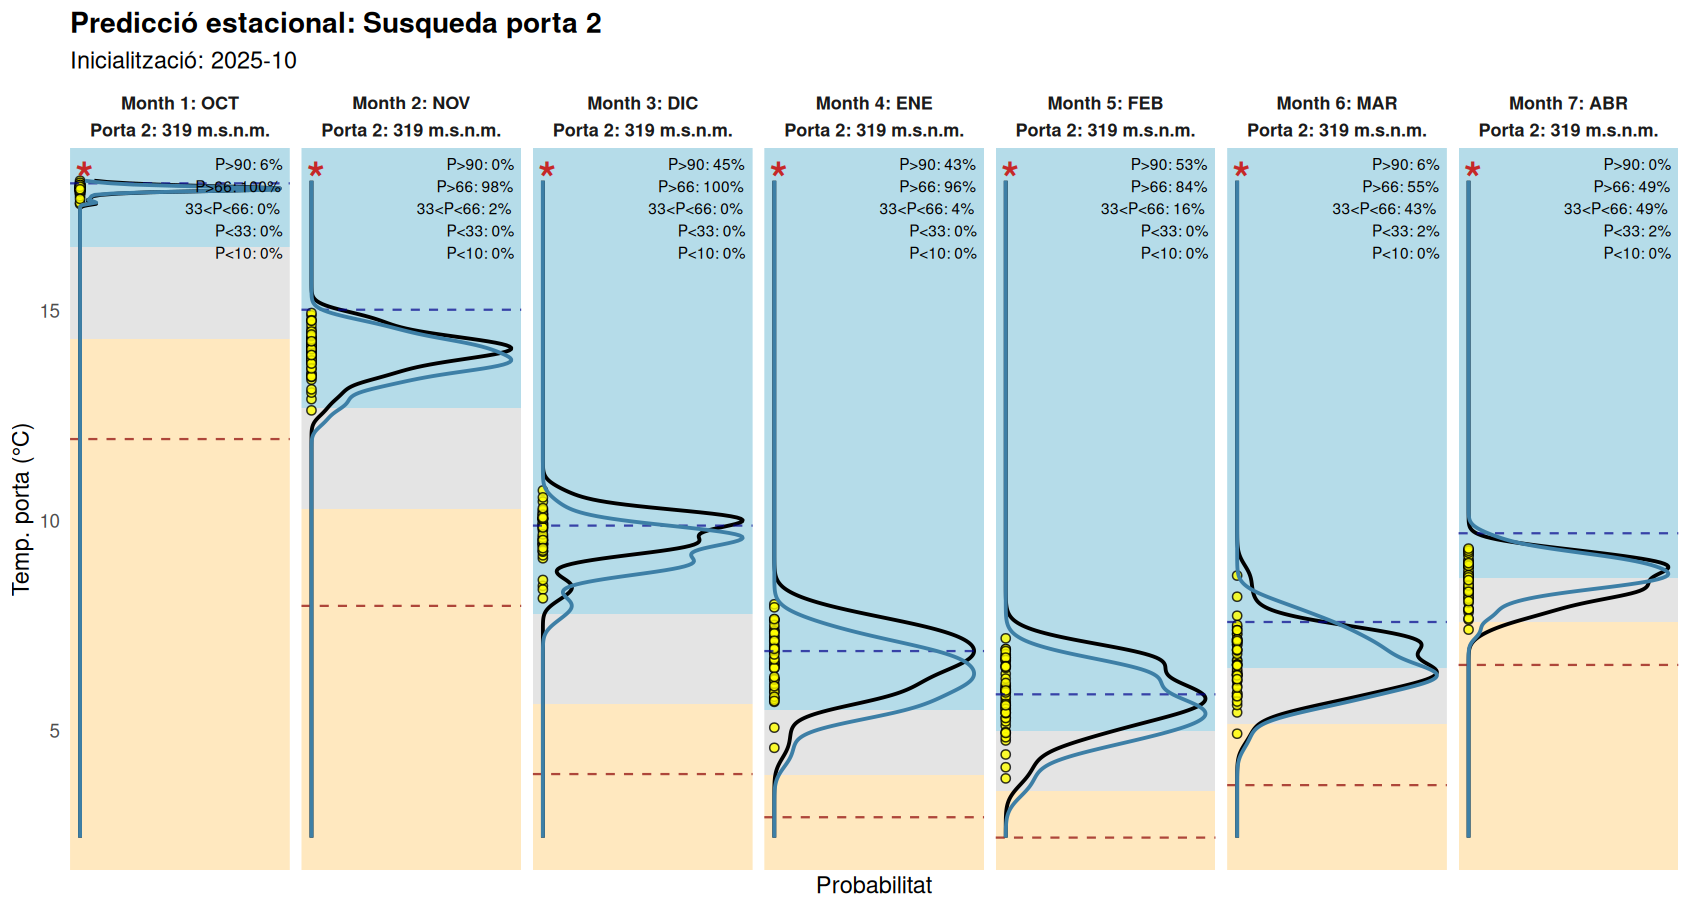 Predicció estacional: Susqueda porta 2
Inicialització: 2025-10
Month 1: OCT
Porta 2: 319 m.s.n.m.
Month 2: NOV
Porta 2: 319 m.s.n.m.
Month 3: DIC
Porta 2: 319 m.s.n.m.
Month 4: ENE
Porta 2: 319 m.s.n.m.
Month 5: FEB
Porta 2: 319 m.s.n.m.
Month 6: MAR
Porta 2: 319 m.s.n.m.
Month 7: ABR
Porta 2: 319 m.s.n.m.
*
P>90: 6%
P>66: 100%
33<P<66: 0%
P<33: 0%
P<10: 0%
*
P>90: 0%
P>66: 98%
33<P<66: 2%
P<33: 0%
P<10: 0%
*
P>90: 45%
P>66: 100%
33<P<66: 0%
P<33: 0%
P<10: 0%
*
P>90: 43%
P>66: 96%
33<P<66: 4%
P<33: 0%
P<10: 0%
*
P>90: 53%
P>66: 84%
33<P<66: 16%
P<33: 0%
P<10: 0%
*
P>90: 6%
P>66: 55%
33<P<66: 43%
P<33: 2%
P<10: 0%
*
P>90: 0%
P>66: 49%
33<P<66: 49%
P<33: 2%
P<10: 0%
15
10
5
Temp. porta (°C)
Probabilitat